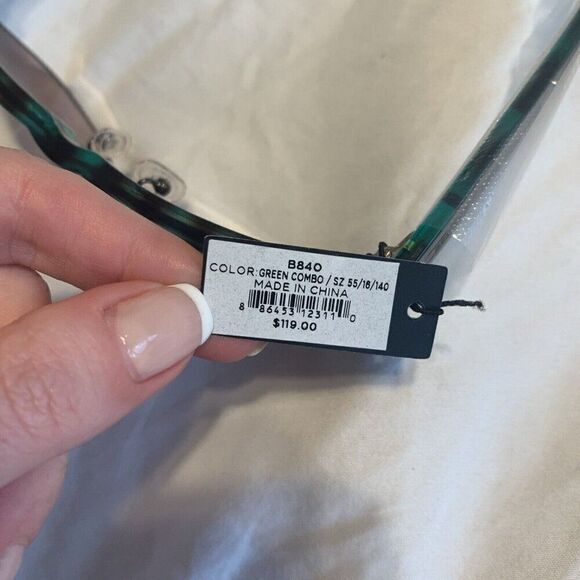 B840
COLOR: GREEN COMBO / SZ 55/16/140
MADE IN CHINA
8 86453 12311 0
$119.00